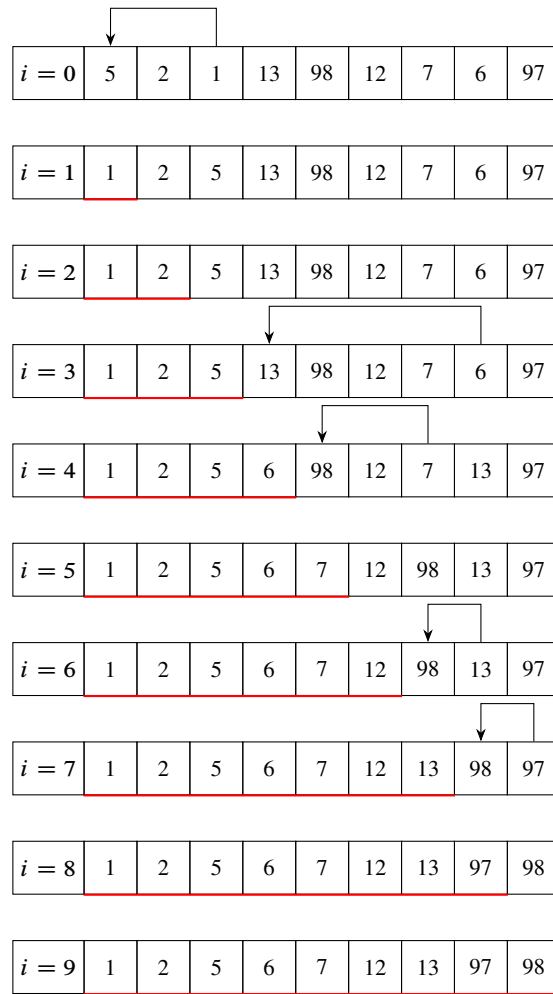 i = 0 5 2 1 13 98 12 7 6 97
i = 1 1 2 5 13 98 12 7 6 97
i = 2 1 2 5 13 98 12 7 6 97
i = 3 1 2 5 13 98 12 7 6 97
i = 4 1 2 5 6 98 12 7 13 97
i = 5 1 2 5 6 7 12 98 13 97
i = 6 1 2 5 6 7 12 98 13 97
i = 7 1 2 5 6 7 12 13 98 97
i = 8 1 2 5 6 7 12 13 97 98
i = 9 1 2 5 6 7 12 13 97 98